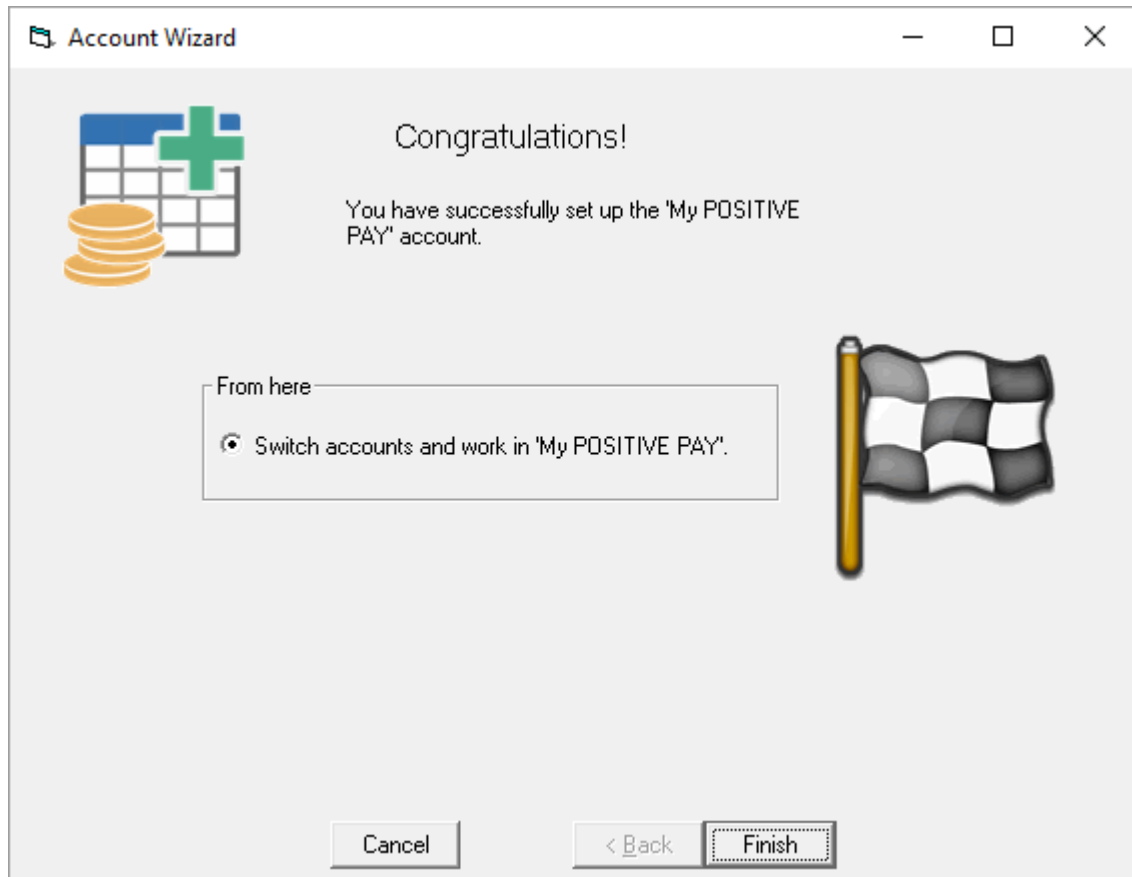 Account Wizard
Congratulations!
You have successfully set up the 'My POSITIVE
PAY' account.
From here
Switch accounts and work in 'My POSITIVE PAY'.
Cancel
< Back
Finish